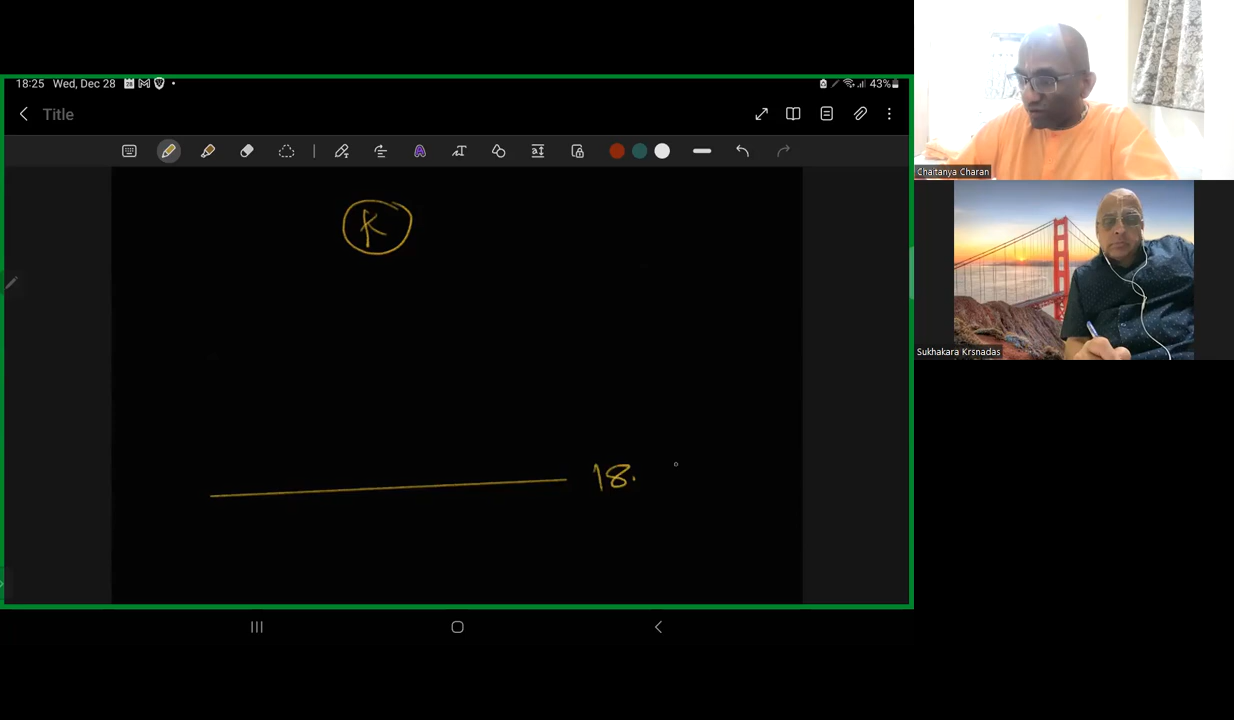 18:25 Wed, Dec 28 43%
Title
K
18.
Chaitanya Charan
Sukhakara Krsnadas